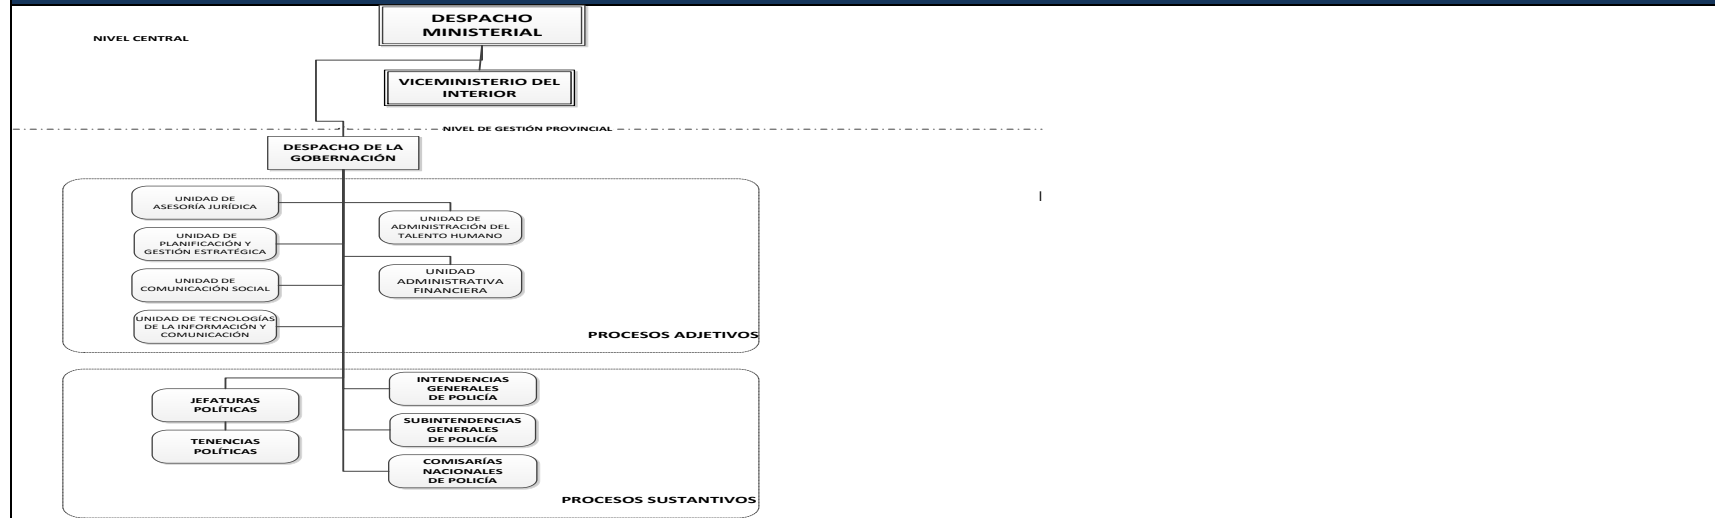 DESPACHO
MINISTERIAL
NIVEL CENTRAL
VICEMINISTERIO DEL
INTERIOR
NIVEL DE GESTIÓN PROVINCIAL
DESPACHO DE LA
GOBERNACIÓN
UNIDAD DE
ASESORÍA JURÍDICA
UNIDAD DE
ADMINISTRACIÓN DEL
TALENTO HUMANO
UNIDAD DE
PLANIFICACIÓN Y
GESTIÓN ESTRATÉGICA
UNIDAD
ADMINISTRATIVA
FINANCIERA
UNIDAD DE
COMUNICACIÓN SOCIAL
UNIDAD DE TECNOLOGÍAS
DE LA INFORMACIÓN Y
COMUNICACIÓN
PROCESOS ADJETIVOS
INTENDENCIAS
GENERALES
DE POLICÍA
JEFATURAS
POLÍTICAS
SUBINTENDENCIAS
GENERALES
DE POLICÍA
TENENCIAS
POLÍTICAS
COMISARÍAS
NACIONALES
DE POLICÍA
PROCESOS SUSTANTIVOS